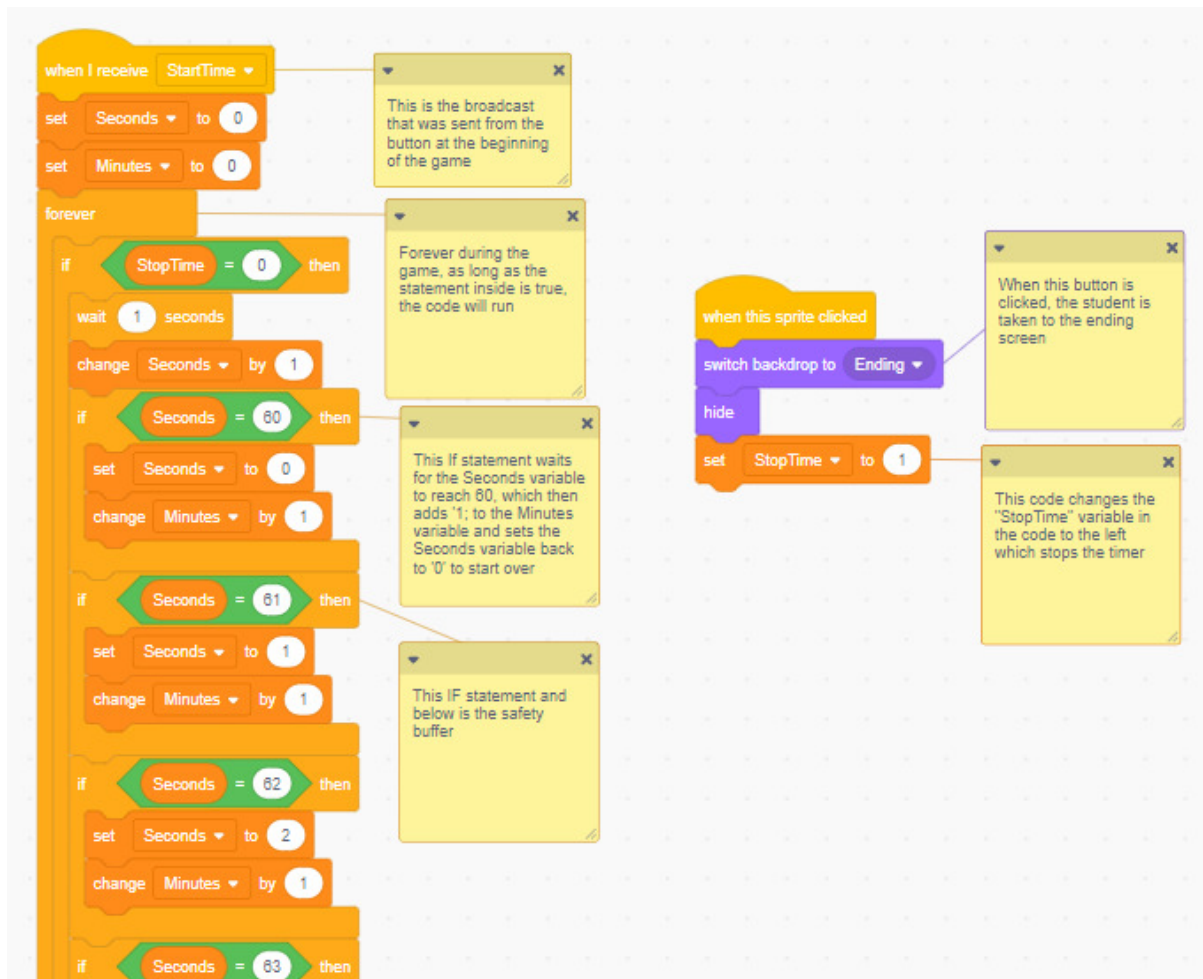 when I receive StartTime
set Seconds to 0
set Minutes to 0
forever
if StopTime = 0 then
wait 1 seconds
change Seconds by 1
if Seconds = 60 then
set Seconds to 0
change Minutes by 1
if Seconds = 61 then
set Seconds to 1
change Minutes by 1
if Seconds = 62 then
set Seconds to 2
change Minutes by 1
if Seconds = 63 then
This is the broadcast
that was sent from the
button at the beginning
of the game
Forever during the
game, as long as the
statement inside is true,
the code will run
This If statement waits
for the Seconds variable
to reach 60, which then
adds '1; to the Minutes
variable and sets the
Seconds variable back
to '0' to start over
This IF statement and
below is the safety
buffer
when this sprite clicked
switch backdrop to Ending
hide
set StopTime to 1
When this button is
clicked, the student is
taken to the ending
screen
This code changes the
"StopTime" variable in
the code to the left
which stops the timer